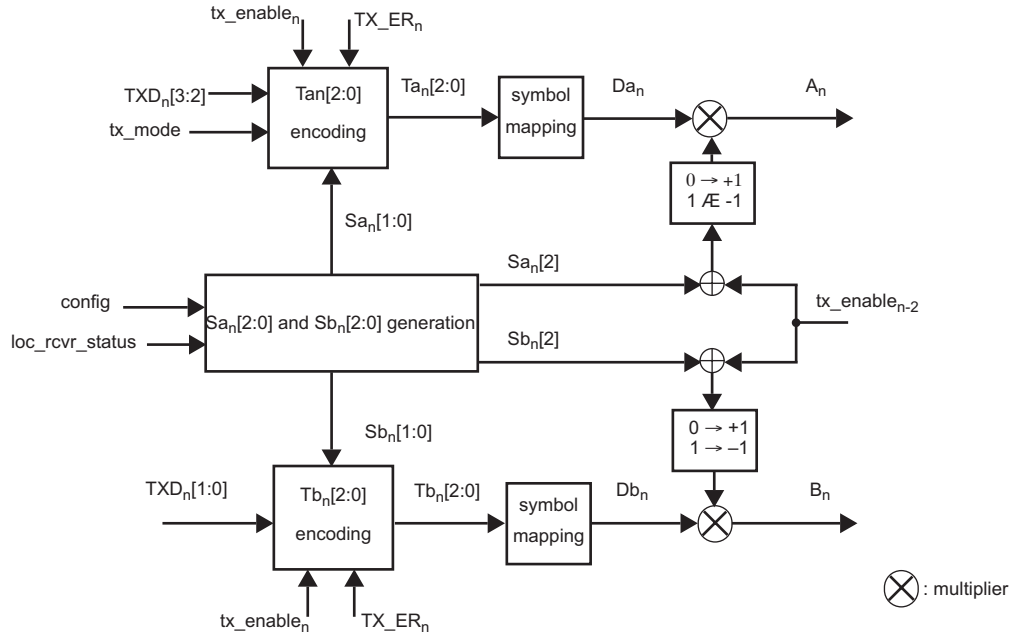 tx_enableₙ
TX_ERₙ
TXDₙ[3:2]
tx_mode
Tan[2:0]
encoding
Taₙ[2:0]
symbol
mapping
Daₙ
Aₙ
0 → +1
1 Æ -1
Saₙ[1:0]
Saₙ[2]
config
loc_rcvr_status
Saₙ[2:0] and Sbₙ[2:0] generation
tx_enableₙ₋₂
Sbₙ[2]
Sbₙ[1:0]
0 → +1
1 → –1
TXDₙ[1:0]
Tbₙ[2:0]
encoding
Tbₙ[2:0]
symbol
mapping
Dbₙ
Bₙ
tx_enableₙ
TX_ERₙ
: multiplier